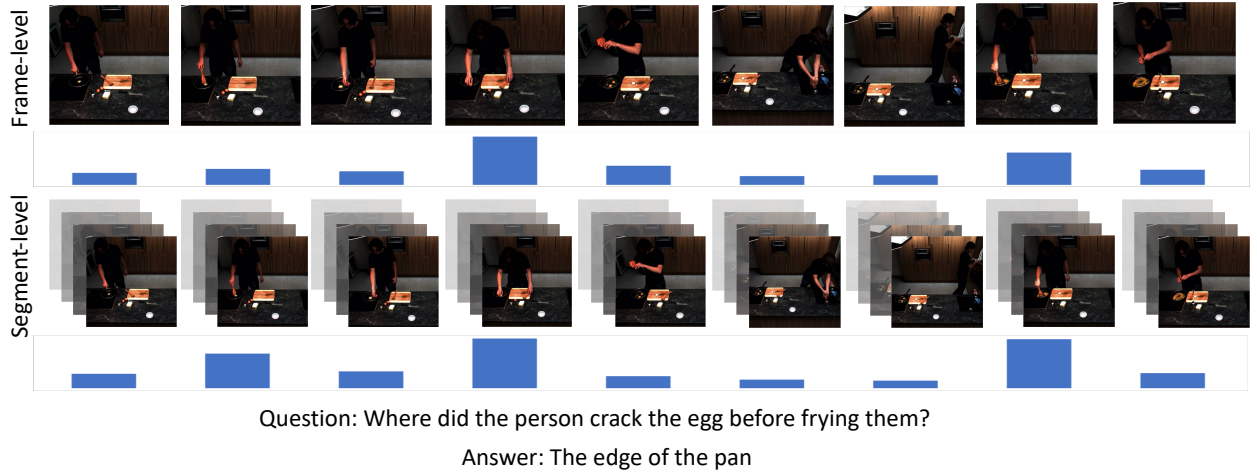 Frame-level
Segment-level
Question: Where did the person crack the egg before frying them?
Answer: The edge of the pan